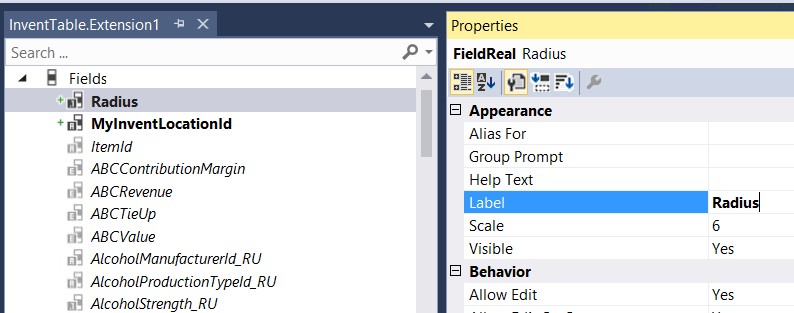 InventTable.Extension1
Search ...
Fields
Radius
MyInventLocationId
ItemId
ABCContributionMargin
ABCRevenue
ABCTieUp
ABCValue
AlcoholManufacturerId_RU
AlcoholProductionTypeId_RU
AlcoholStrength_RU
Properties
FieldReal Radius
Appearance
Alias For
Group Prompt
Help Text
Label Radius
Scale 6
Visible Yes
Behavior
Allow Edit Yes